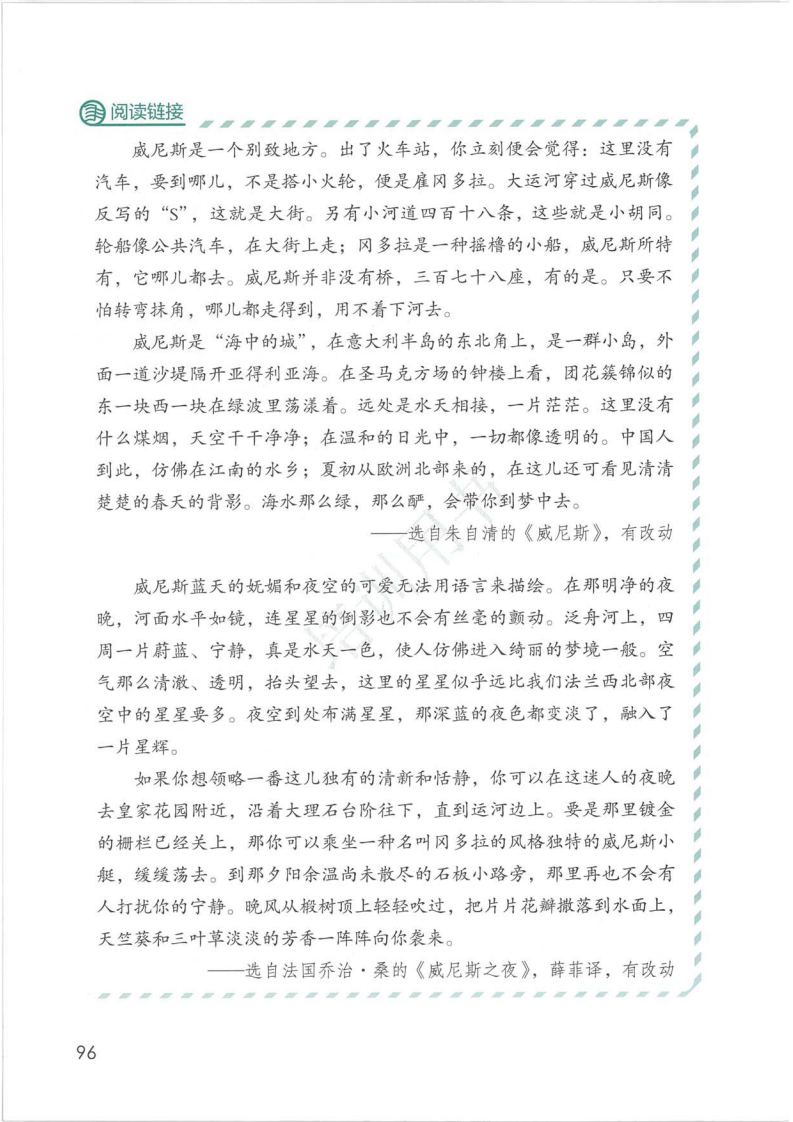 阅读链接
威尼斯是一个别致地方。出了火车站，你立刻便会觉得：这里没有
汽车，要到哪儿，不是搭小火轮，便是雇冈多拉。大运河穿过威尼斯像
反写的“S”，这就是大街。另有小河道四百十八条，这些就是小胡同。
轮船像公共汽车，在大街上走；冈多拉是一种摇橹的小船，威尼斯所特
有，它哪儿都去。威尼斯并非没有桥，三百七十八座，有的是。只要不
怕转弯抹角，哪儿都走得到，用不着下河去。
威尼斯是“海中的城”，在意大利半岛的东北角上，是一群小岛，外
面一道沙堤隔开亚得利亚海。在圣马克方场的钟楼上看，团花簇锦似的
东一块西一块在绿波里荡漾着。远处是水天相接，一片茫茫。这里没有
什么煤烟，天空干干净净；在温和的日光中，一切都像透明的。中国人
到此，仿佛在江南的水乡；夏初从欧洲北部来的，在这儿还可看见清清
楚楚的春天的背影。海水那么绿，那么酽，会带你到梦中去。
——选自朱自清的《威尼斯》，有改动
威尼斯蓝天的妩媚和夜空的可爱无法用语言来描绘。在那明净的夜
晚，河面水平如镜，连星星的倒影也不会有丝毫的颤动。泛舟河上，四
周一片蔚蓝、宁静，真是水天一色，使人仿佛进入绮丽的梦境一般。空
气那么清澈、透明，抬头望去，这里的星星似乎远比我们法兰西北部夜
空中的星星要多。夜空到处布满星星，那深蓝的夜色都变淡了，融入了
一片星辉。
如果你想领略一番这儿独有的清新和恬静，你可以在这迷人的夜晚
去皇家花园附近，沿着大理石台阶往下，直到运河边上。要是那里镀金
的栅栏已经关上，那你可以乘坐一种名叫冈多拉的风格独特的威尼斯小
艇，缓缓荡去。到那夕阳余温尚未散尽的石板小路旁，那里再也不会有
人打扰你的宁静。晚风从椴树顶上轻轻吹过，把片片花瓣撒落到水面上，
天竺葵和三叶草淡淡的芳香一阵阵向你袭来。
——选自法国乔治·桑的《威尼斯之夜》，薛菲译，有改动
96
培训用书